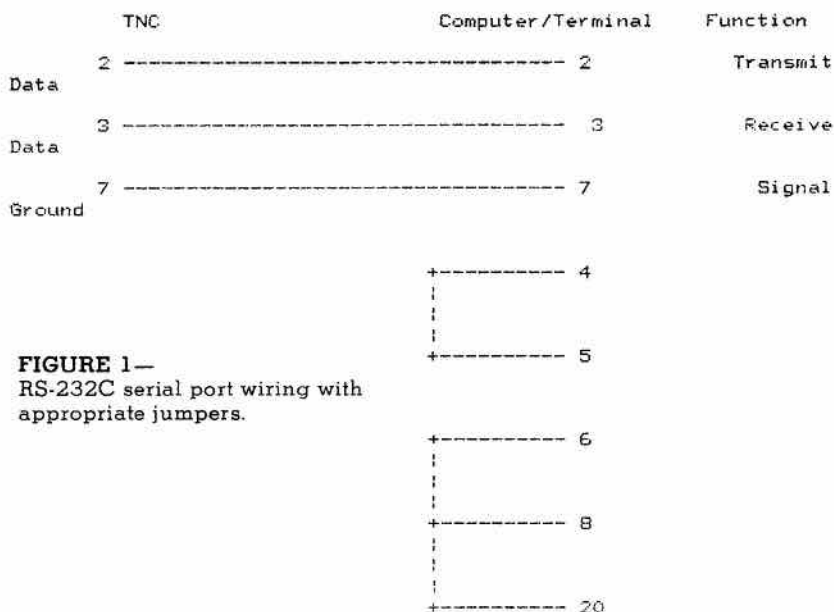 TNC Computer/Terminal Function
2 ---------------------------------- 2 Transmit
Data
3 ---------------------------------- 3 Receive
Data
7 ---------------------------------- 7 Signal
Ground
+---------- 4
+---------- 5
FIGURE 1—
RS-232C serial port wiring with
appropriate jumpers.
+---------- 6
+---------- 8
+---------- 20